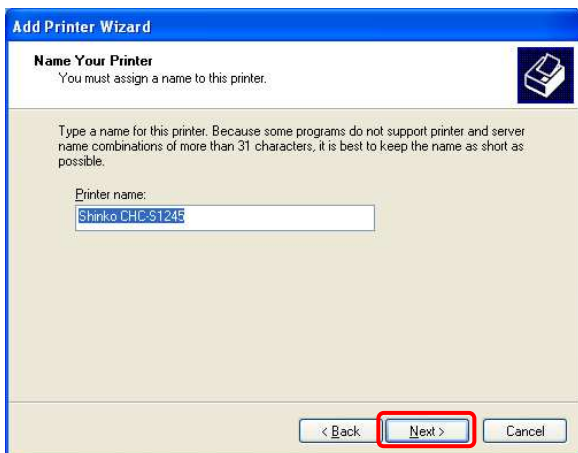 Add Printer Wizard
Name Your Printer
You must assign a name to this printer.
Type a name for this printer. Because some programs do not support printer and server
name combinations of more than 31 characters, it is best to keep the name as short as
possible.
Printer name:
Shinko CHC-S1245
< Back
Next >
Cancel